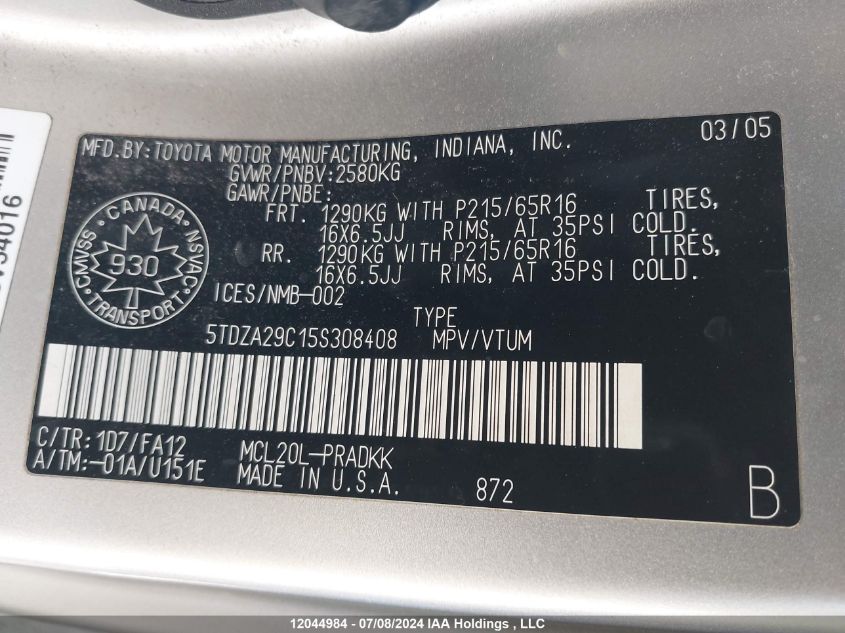 MFD.BY:TOYOTA MOTOR MANUFACTURING, INDIANA, INC. 03/05
GVWR/PNBV:2580KG
GAWR/PNBE:
FRT. 1290KG WITH P215/65R16 TIRES,
16X6.5JJ RIMS, AT 35PSI COLD.
RR. 1290KG WITH P215/65R16 TIRES,
16X6.5JJ RIMS, AT 35PSI COLD.
CANADA
CMVSS 930 NSVAC
TRANSPORT
ICES/NMB-002
TYPE
5TDZA29C15S308408 MPV/VTUM
C/TR: 1D7/FA12 MCL20L-PRADKK
A/TM:-01A/U151E MADE IN U.S.A. 872 B
12044984 - 07/08/2024 IAA Holdings , LLC